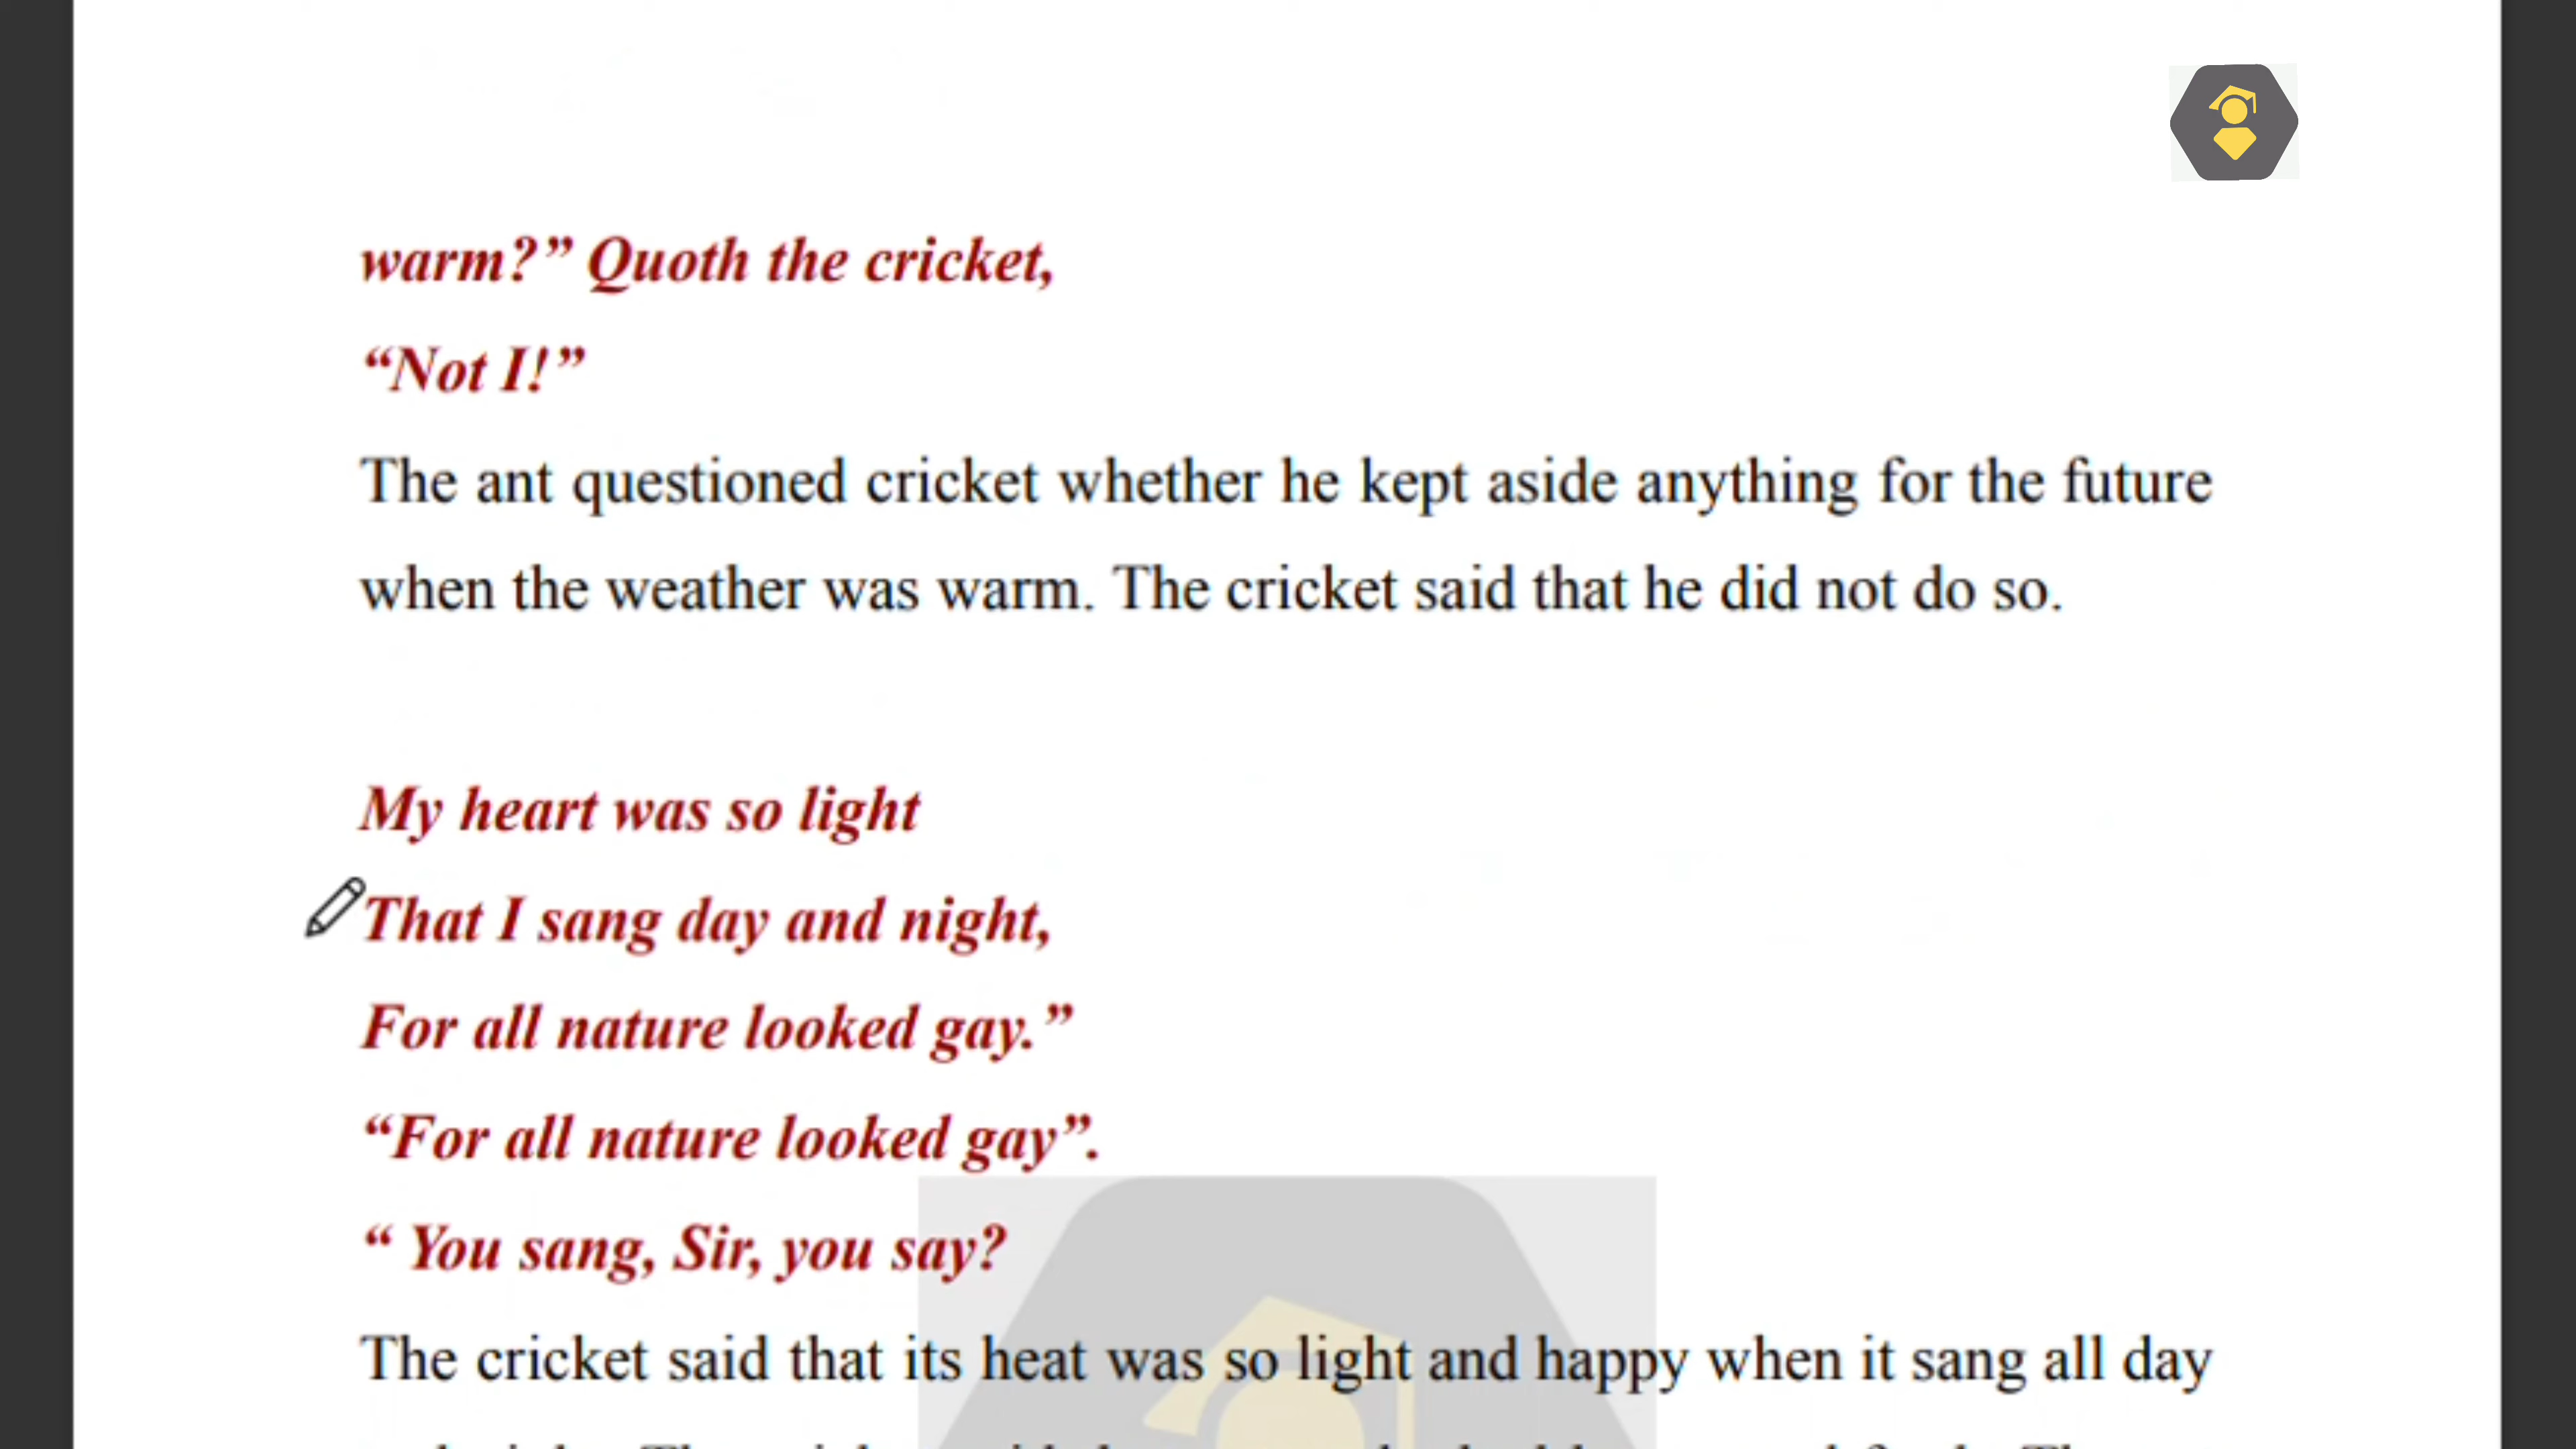 warm?” Quoth the cricket,
“Not I!”
The ant questioned cricket whether he kept aside anything for the future
when the weather was warm. The cricket said that he did not do so.
My heart was so light
That I sang day and night,
For all nature looked gay.”
“For all nature looked gay”.
“ You sang, Sir, you say?
The cricket said that its heat was so light and happy when it sang all day